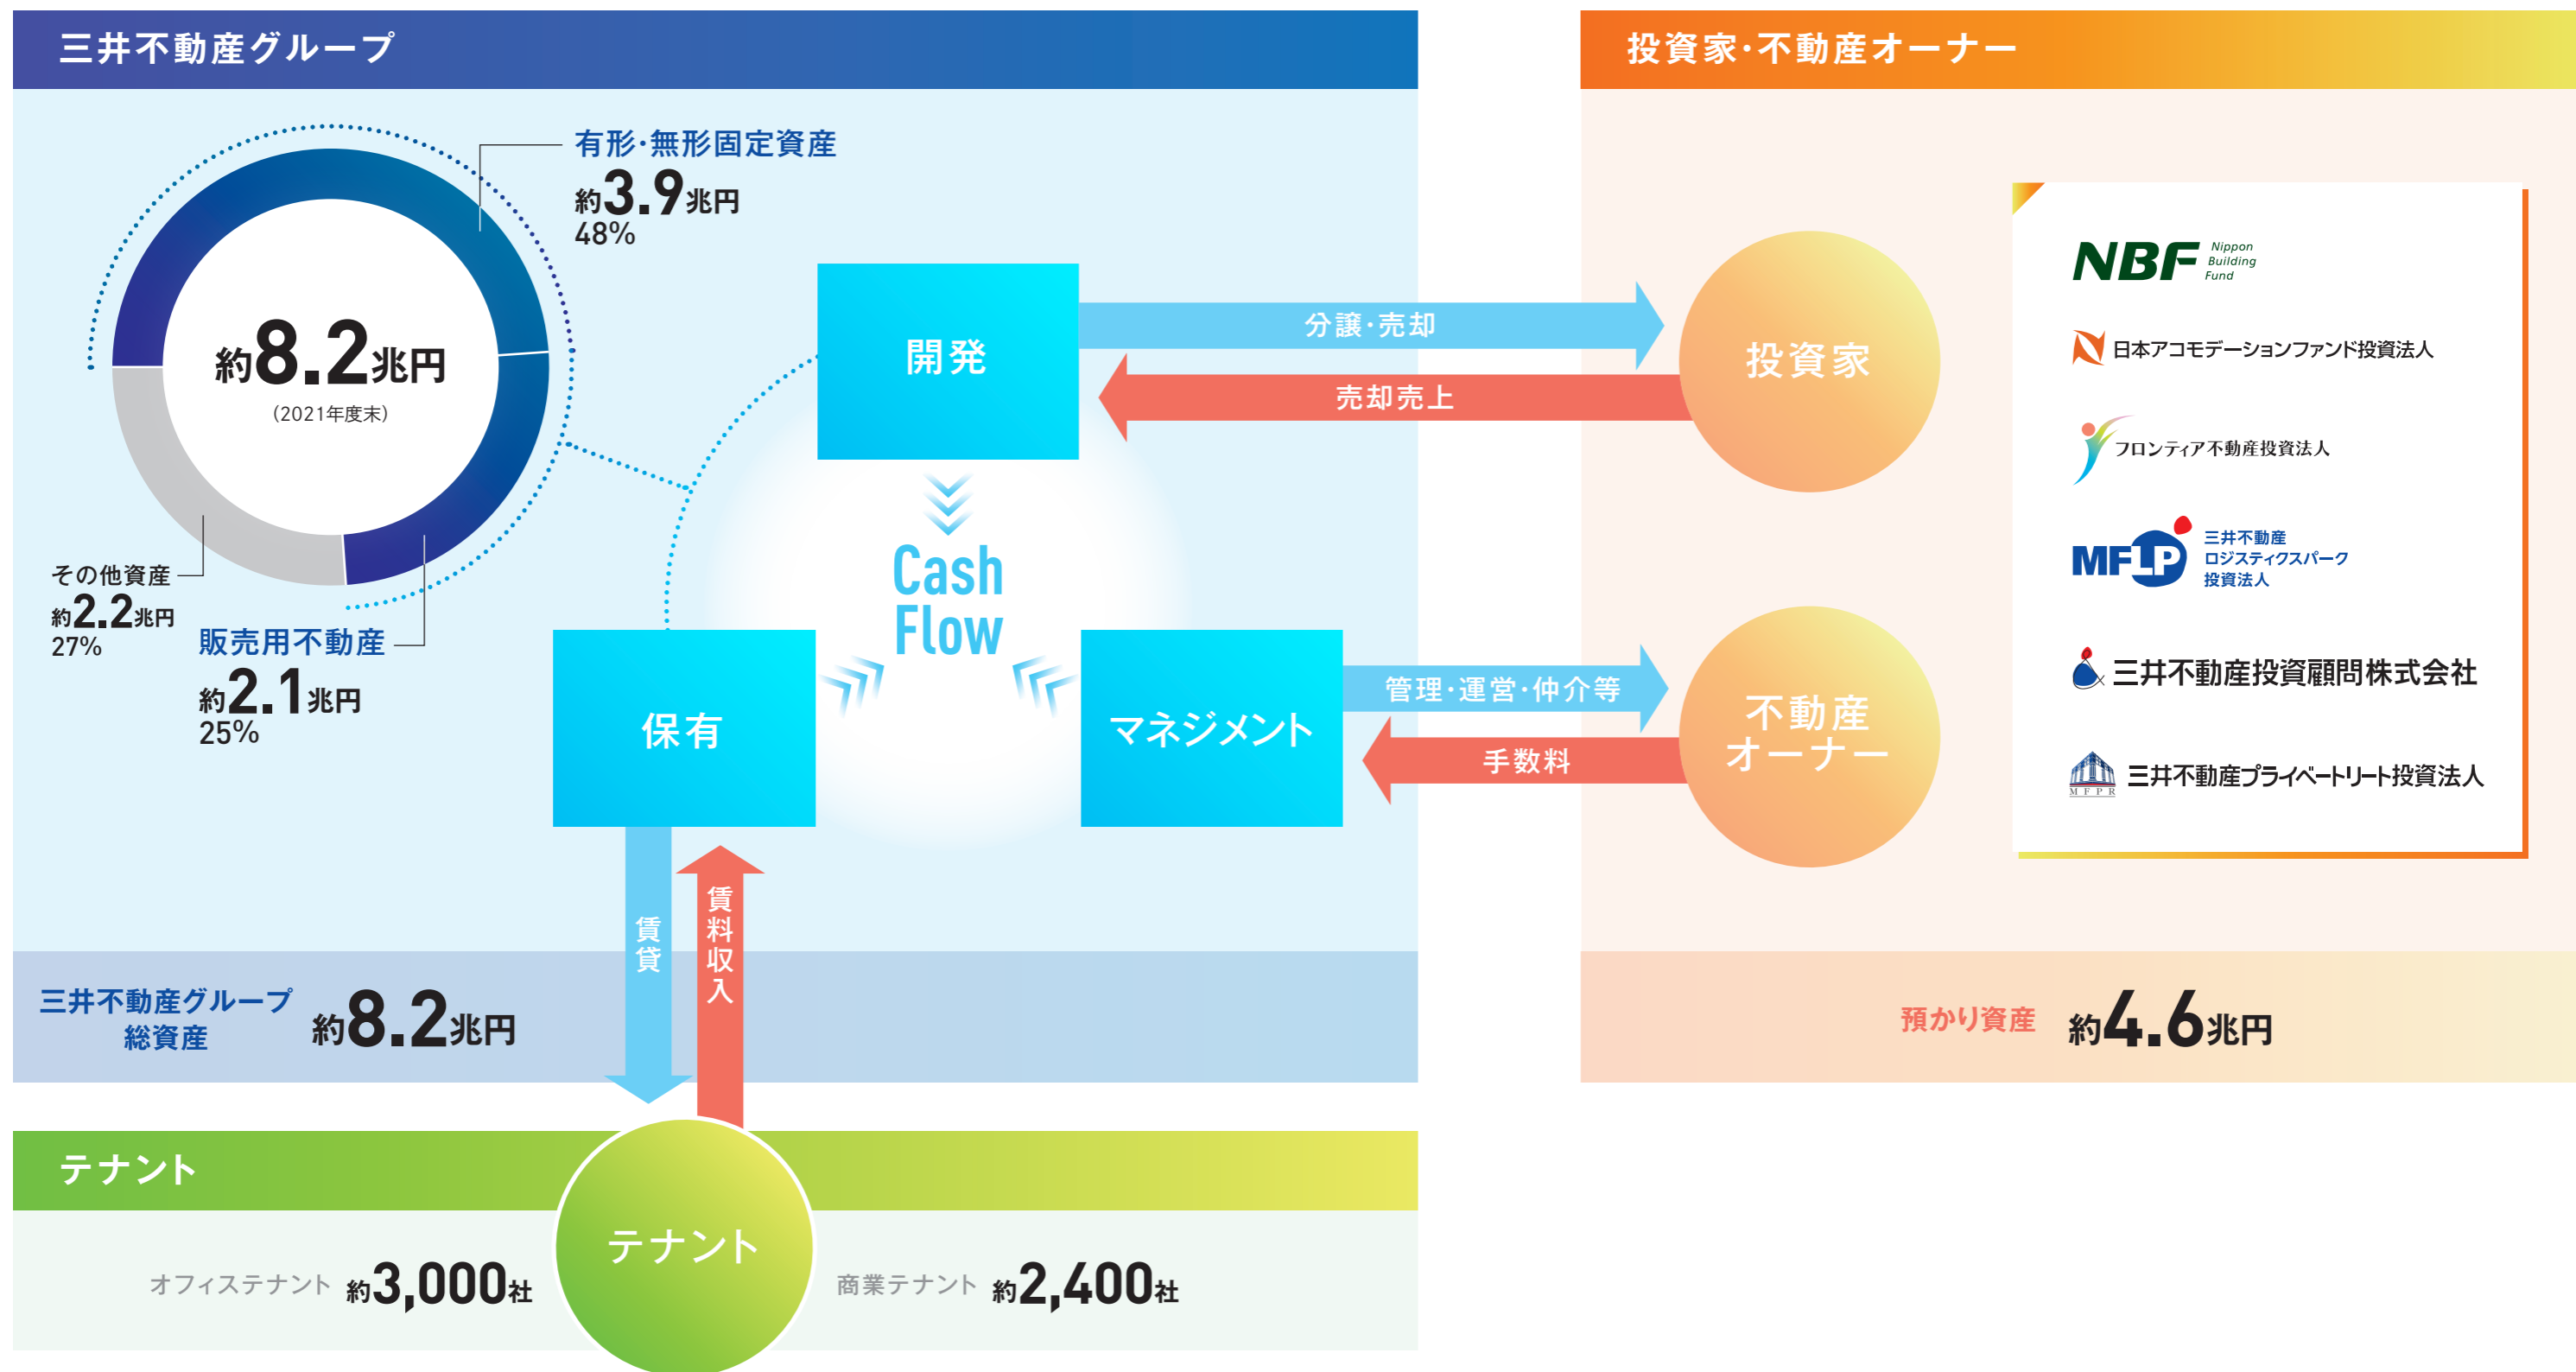 三井不動産グループ
有形・無形固定資産
約3.9兆円
48%
約8.2兆円
(2021年度末)
その他資産
約2.2兆円
27%
販売用不動産
約2.1兆円
25%
開発
Cash
Flow
保有
マネジメント
分譲・売却
売却売上
管理・運営・仲介等
手数料
賃貸
賃料収入
三井不動産グループ
総資産
約8.2兆円
投資家・不動産オーナー
投資家
不動産
オーナー
NBF
Nippon
Building
Fund
日本アコモデーションファンド投資法人
フロンティア不動産投資法人
MFLP
三井不動産
ロジスティクスパーク
投資法人
三井不動産投資顧問株式会社
MFPR
三井不動産プライベートリート投資法人
預かり資産
約4.6兆円
テナント
テナント
オフィステナント 約3,000社
商業テナント 約2,400社